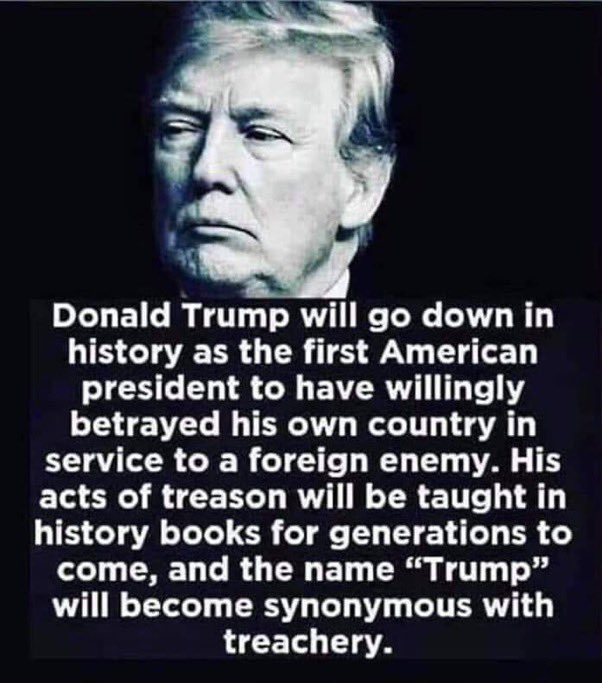 Donald Trump will go down in
history as the first American
president to have willingly
betrayed his own country in
service to a foreign enemy. His
acts of treason will be taught in
history books for generations to
come, and the name “Trump”
will become synonymous with
treachery.